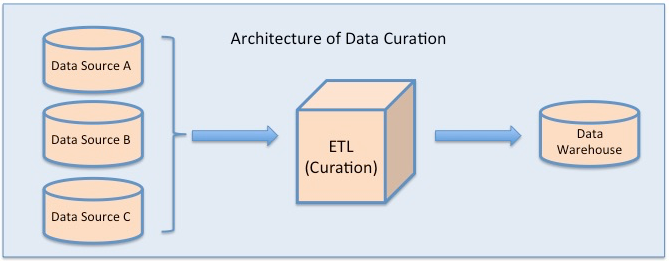 Architecture of Data Curation
Data Source A
Data Source B
Data Source C
ETL
(Curation)
Data
Warehouse